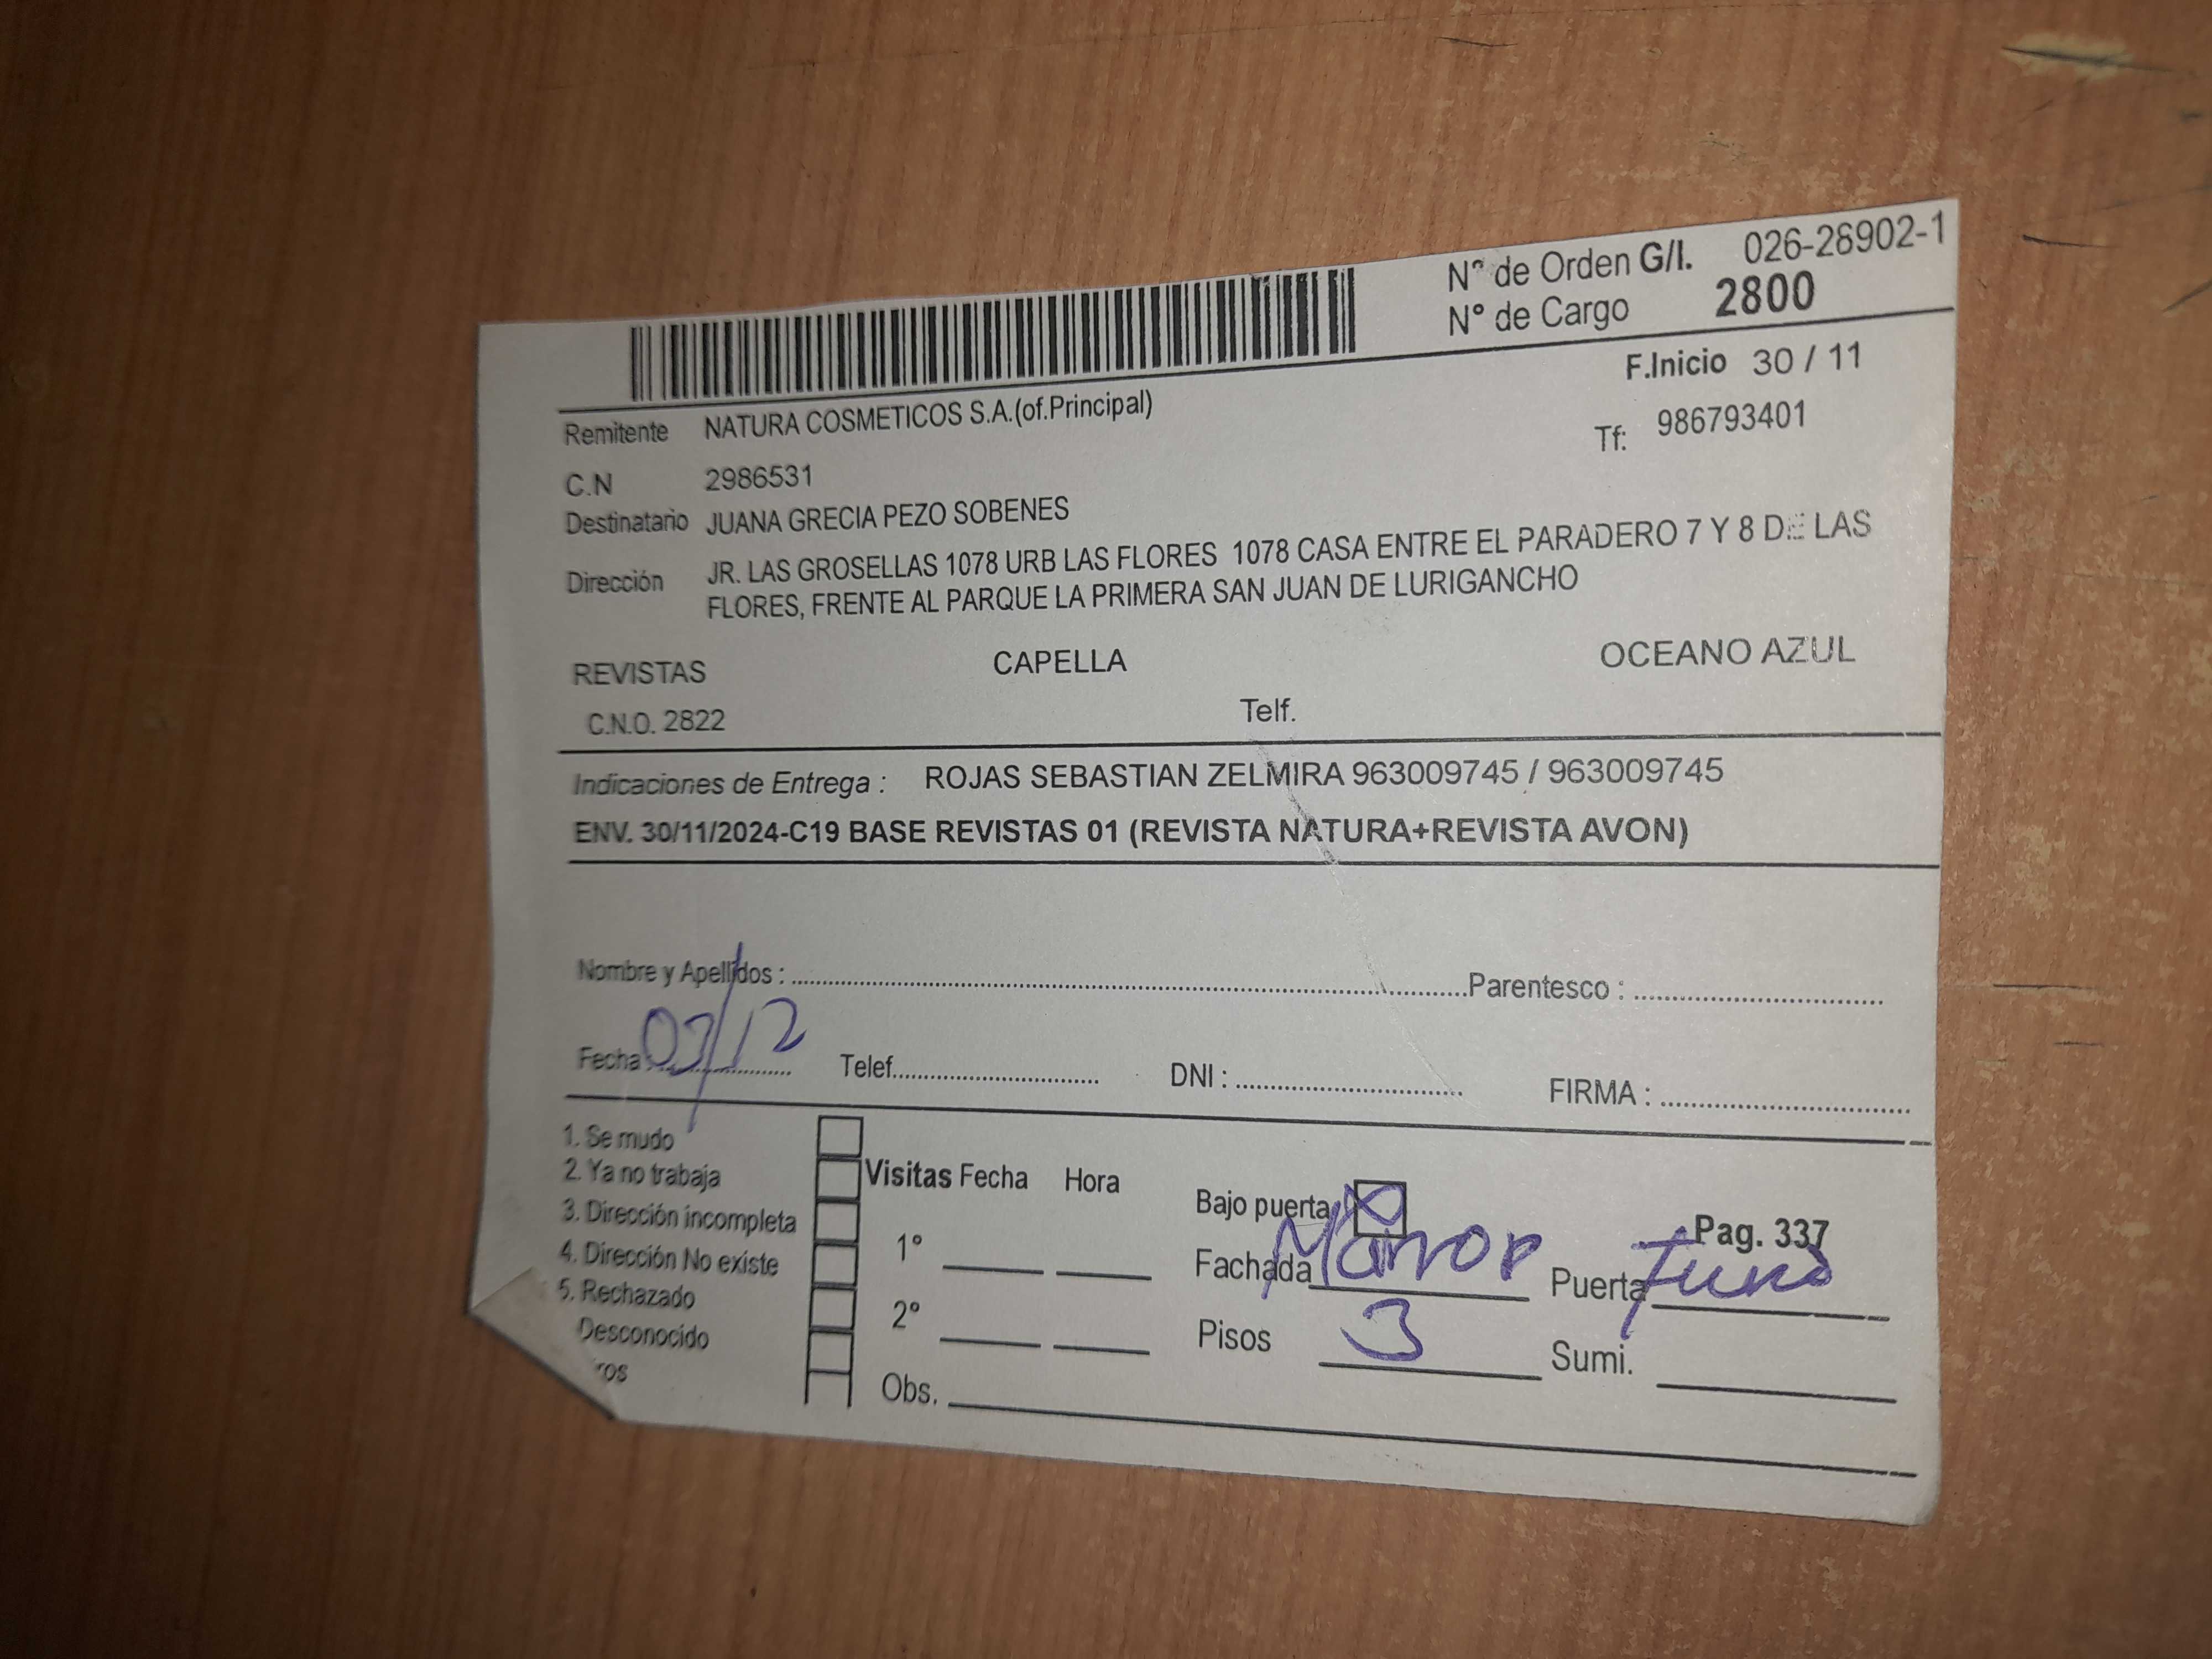 N° de Orden G/I. 026-28902-1
N° de Cargo 2800
F.Inicio 30 / 11
Remitente NATURA COSMETICOS S.A.(of.Principal)
Tf: 986793401
C.N 2986531
Destinatario JUANA GRECIA PEZO SOBENES
Dirección JR. LAS GROSELLAS 1078 URB LAS FLORES 1078 CASA ENTRE EL PARADERO 7 Y 8 DE LAS
FLORES, FRENTE AL PARQUE LA PRIMERA SAN JUAN DE LURIGANCHO
REVISTAS CAPELLA OCEANO AZUL
C.N.O. 2822 Telf.
Indicaciones de Entrega : ROJAS SEBASTIAN ZELMIRA 963009745 / 963009745
ENV. 30/11/2024-C19 BASE REVISTAS 01 (REVISTA NATURA+REVISTA AVON)
Nombre y Apellidos : Parentesco :
Fecha : 03/12 Telef. DNI : FIRMA :
1. Se mudo
2. Ya no trabaja
3. Dirección incompleta
4. Dirección No existe
5. Rechazado
Desconocido
ros
Visitas Fecha Hora
1°
2°
Obs.
Bajo puerta X
Pag. 337
Fachada Puerta
Pisos 3 Sumi.